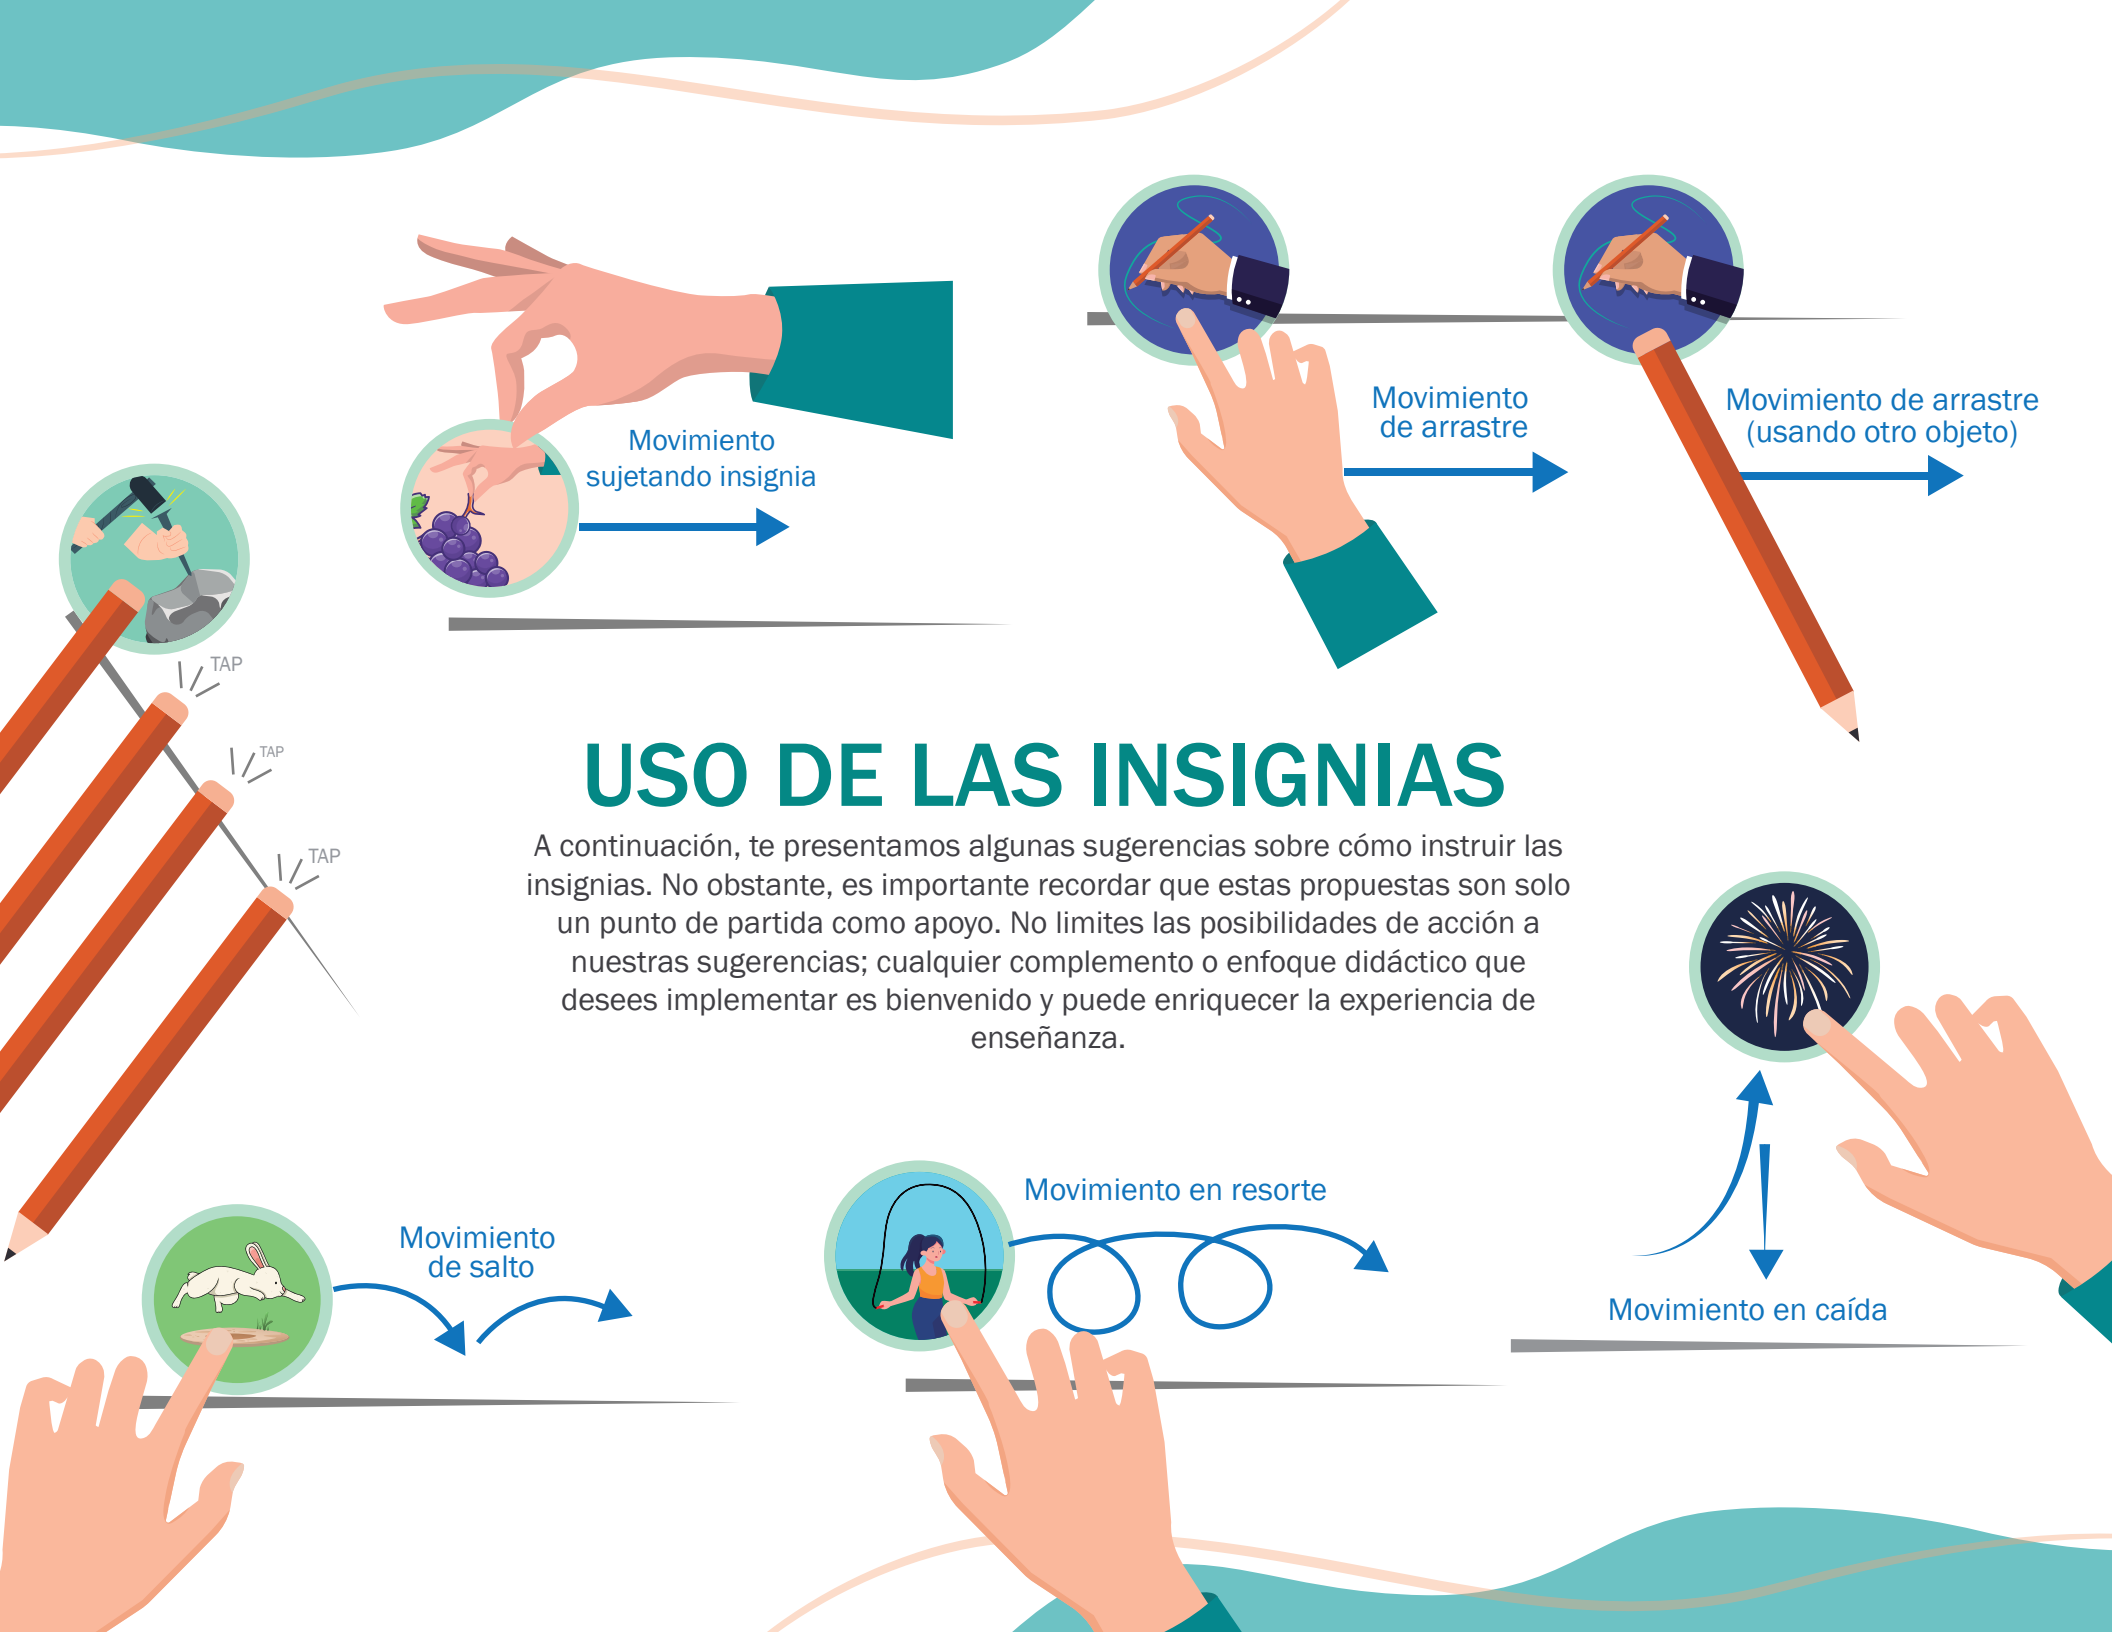 Movimiento
sujetando insignia
Movimiento
de arrastre
Movimiento de arrastre
(usando otro objeto)
TAP
TAP
TAP
USO DE LAS INSIGNIAS
A continuación, te presentamos algunas sugerencias sobre cómo instruir las
insignias. No obstante, es importante recordar que estas propuestas son solo
un punto de partida como apoyo. No limites las posibilidades de acción a
nuestras sugerencias; cualquier complemento o enfoque didáctico que
desees implementar es bienvenido y puede enriquecer la experiencia de
enseñanza.
Movimiento
de salto
Movimiento en resorte
Movimiento en caída